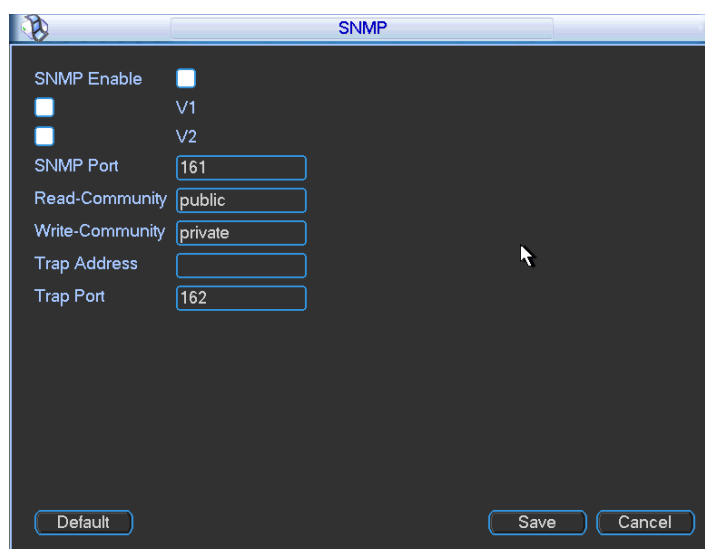 SNMP
SNMP Enable
V1
V2
SNMP Port 161
Read-Community public
Write-Community private
Trap Address
Trap Port 162
Default Save Cancel